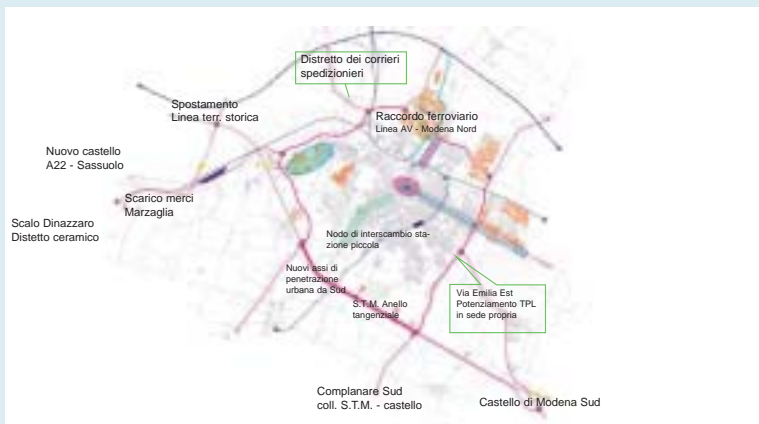 Distretto dei corrieri
spedizionieri
Spostamento
Linea terr. storica
Raccordo ferroviario
Linea AV - Modena Nord
Nuovo castello
A22 - Sassuolo
Scarico merci
Marzaglia
Scalo Dinazzaro
Distetto ceramico
Nodo di interscambio sta-
zione piccola
Nuovi assi di
penetrazione
urbana da Sud
S.T.M. Anello
tangenziale
Via Emilia Est
Potenziamento TPL
in sede propria
Complanare Sud
coll. S.T.M. - castello
Castello di Modena Sud